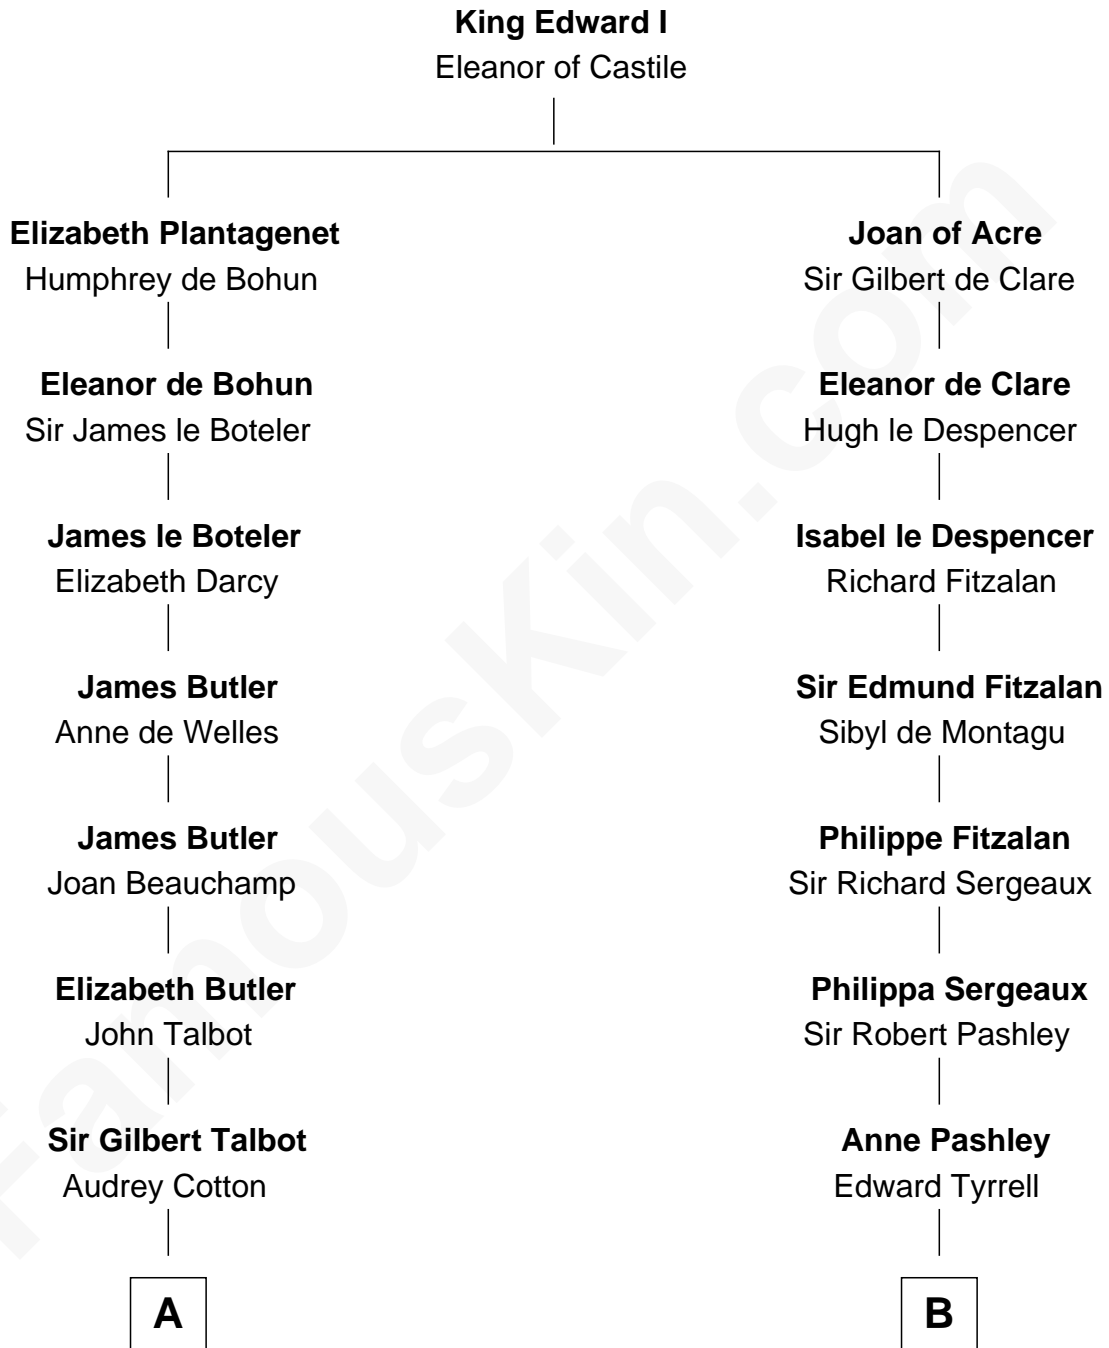 King Edward I
Eleanor of Castile
Elizabeth Plantagenet
Humphrey de Bohun
Joan of Acre
Sir Gilbert de Clare
Eleanor de Bohun
Sir James le Boteler
Eleanor de Clare
Hugh le Despencer
James le Boteler
Elizabeth Darcy
Isabel le Despencer
Richard Fitzalan
James Butler
Anne de Welles
Sir Edmund Fitzalan
Sibyl de Montagu
James Butler
Joan Beauchamp
Philippe Fitzalan
Sir Richard Sergeaux
Elizabeth Butler
John Talbot
Philippa Sergeaux
Sir Robert Pashley
Sir Gilbert Talbot
Audrey Cotton
Anne Pashley
Edward Tyrrell
A
B
FamousKin.com